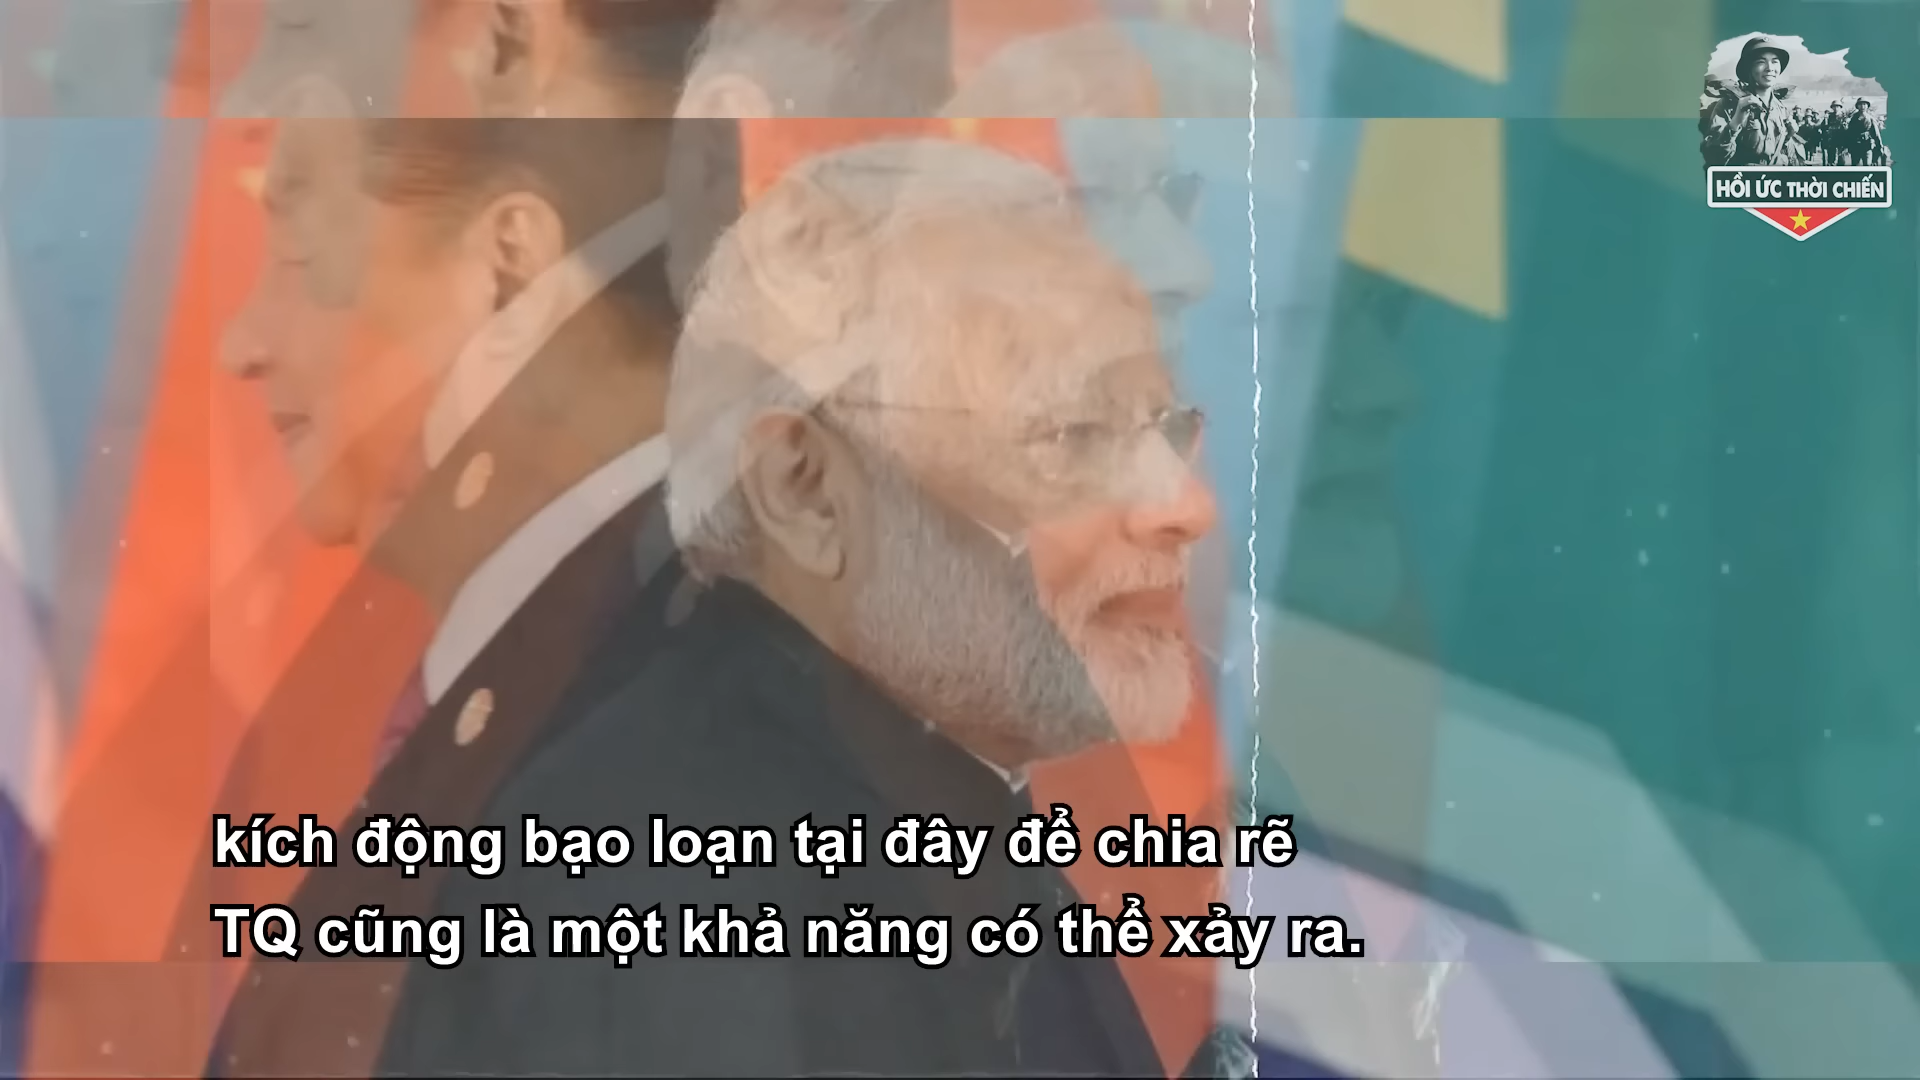 HỒI ỨC THỜI CHIẾN
kích động bạo loạn tại đây để chia rẽ
TQ cũng là một khả năng có thể xảy ra.